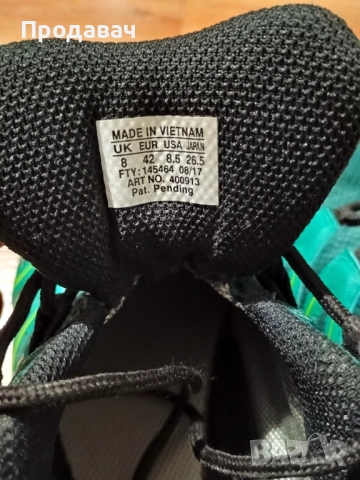 Продавач
MADE IN VIETNAM
UK EUR USA JAPAN
8 42 8.5 26.5
FTY: 145464 08/17
ART NO. 400913
Pat. Pending
BAZAR